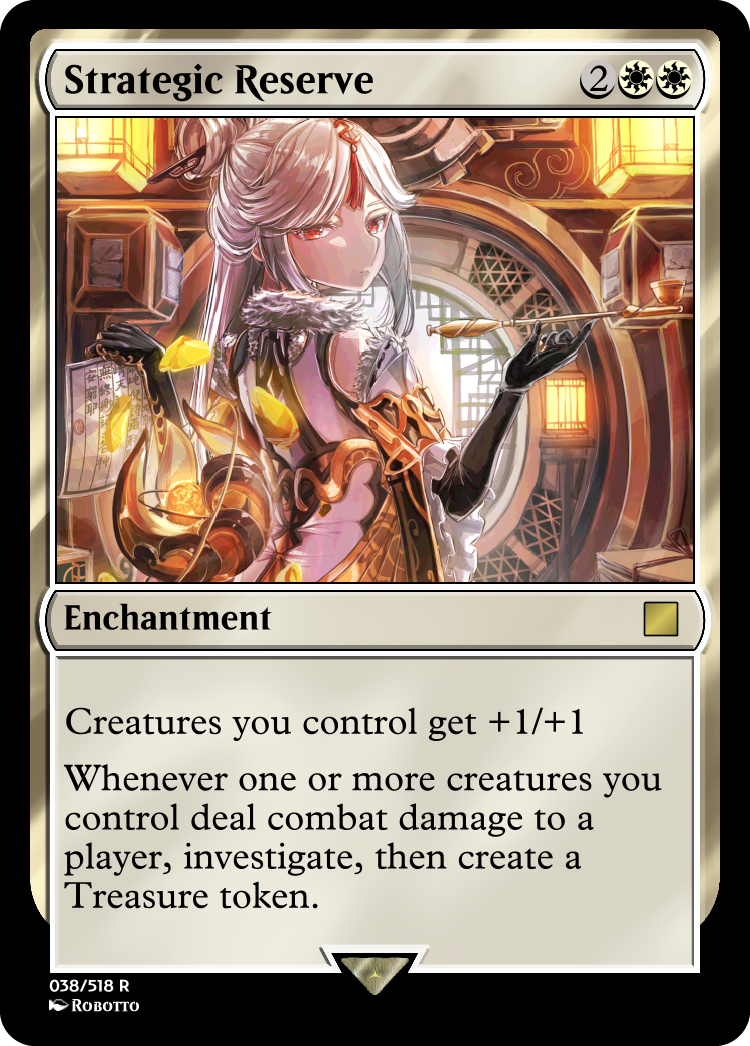 Strategic Reserve
2
Enchantment
Creatures you control get +1/+1
Whenever one or more creatures you
control deal combat damage to a
player, investigate, then create a
Treasure token.
038/518 R
Robotto